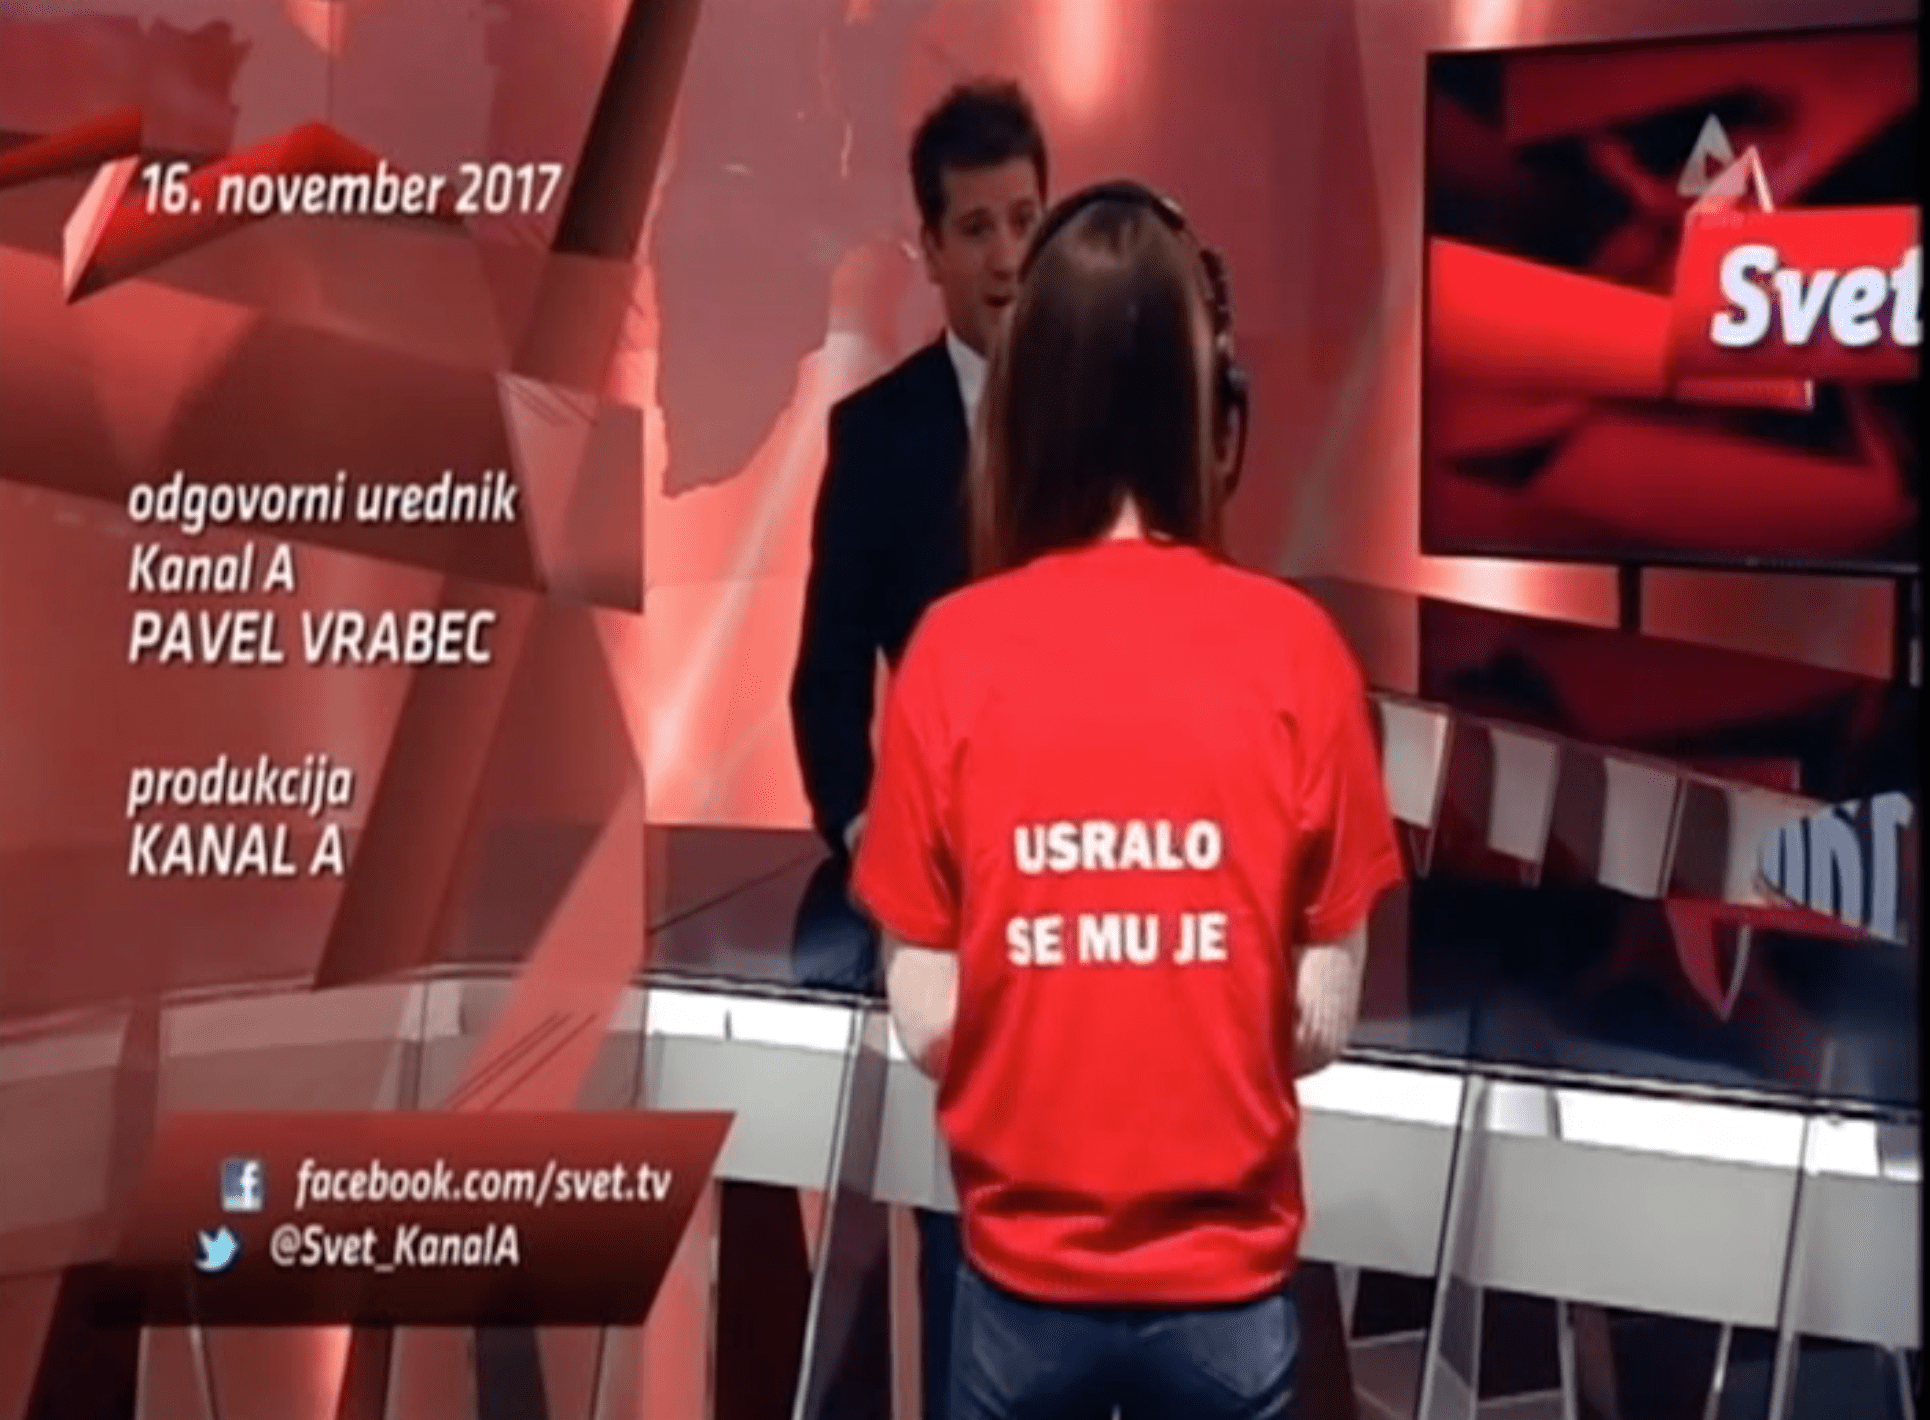 16. november 2017
odgovorni urednik
Kanal A
PAVEL VRABEC
produkcija
KANAL A
facebook.com/svet.tv
@Svet_KanalA
Svet
USRALO
SE MU JE